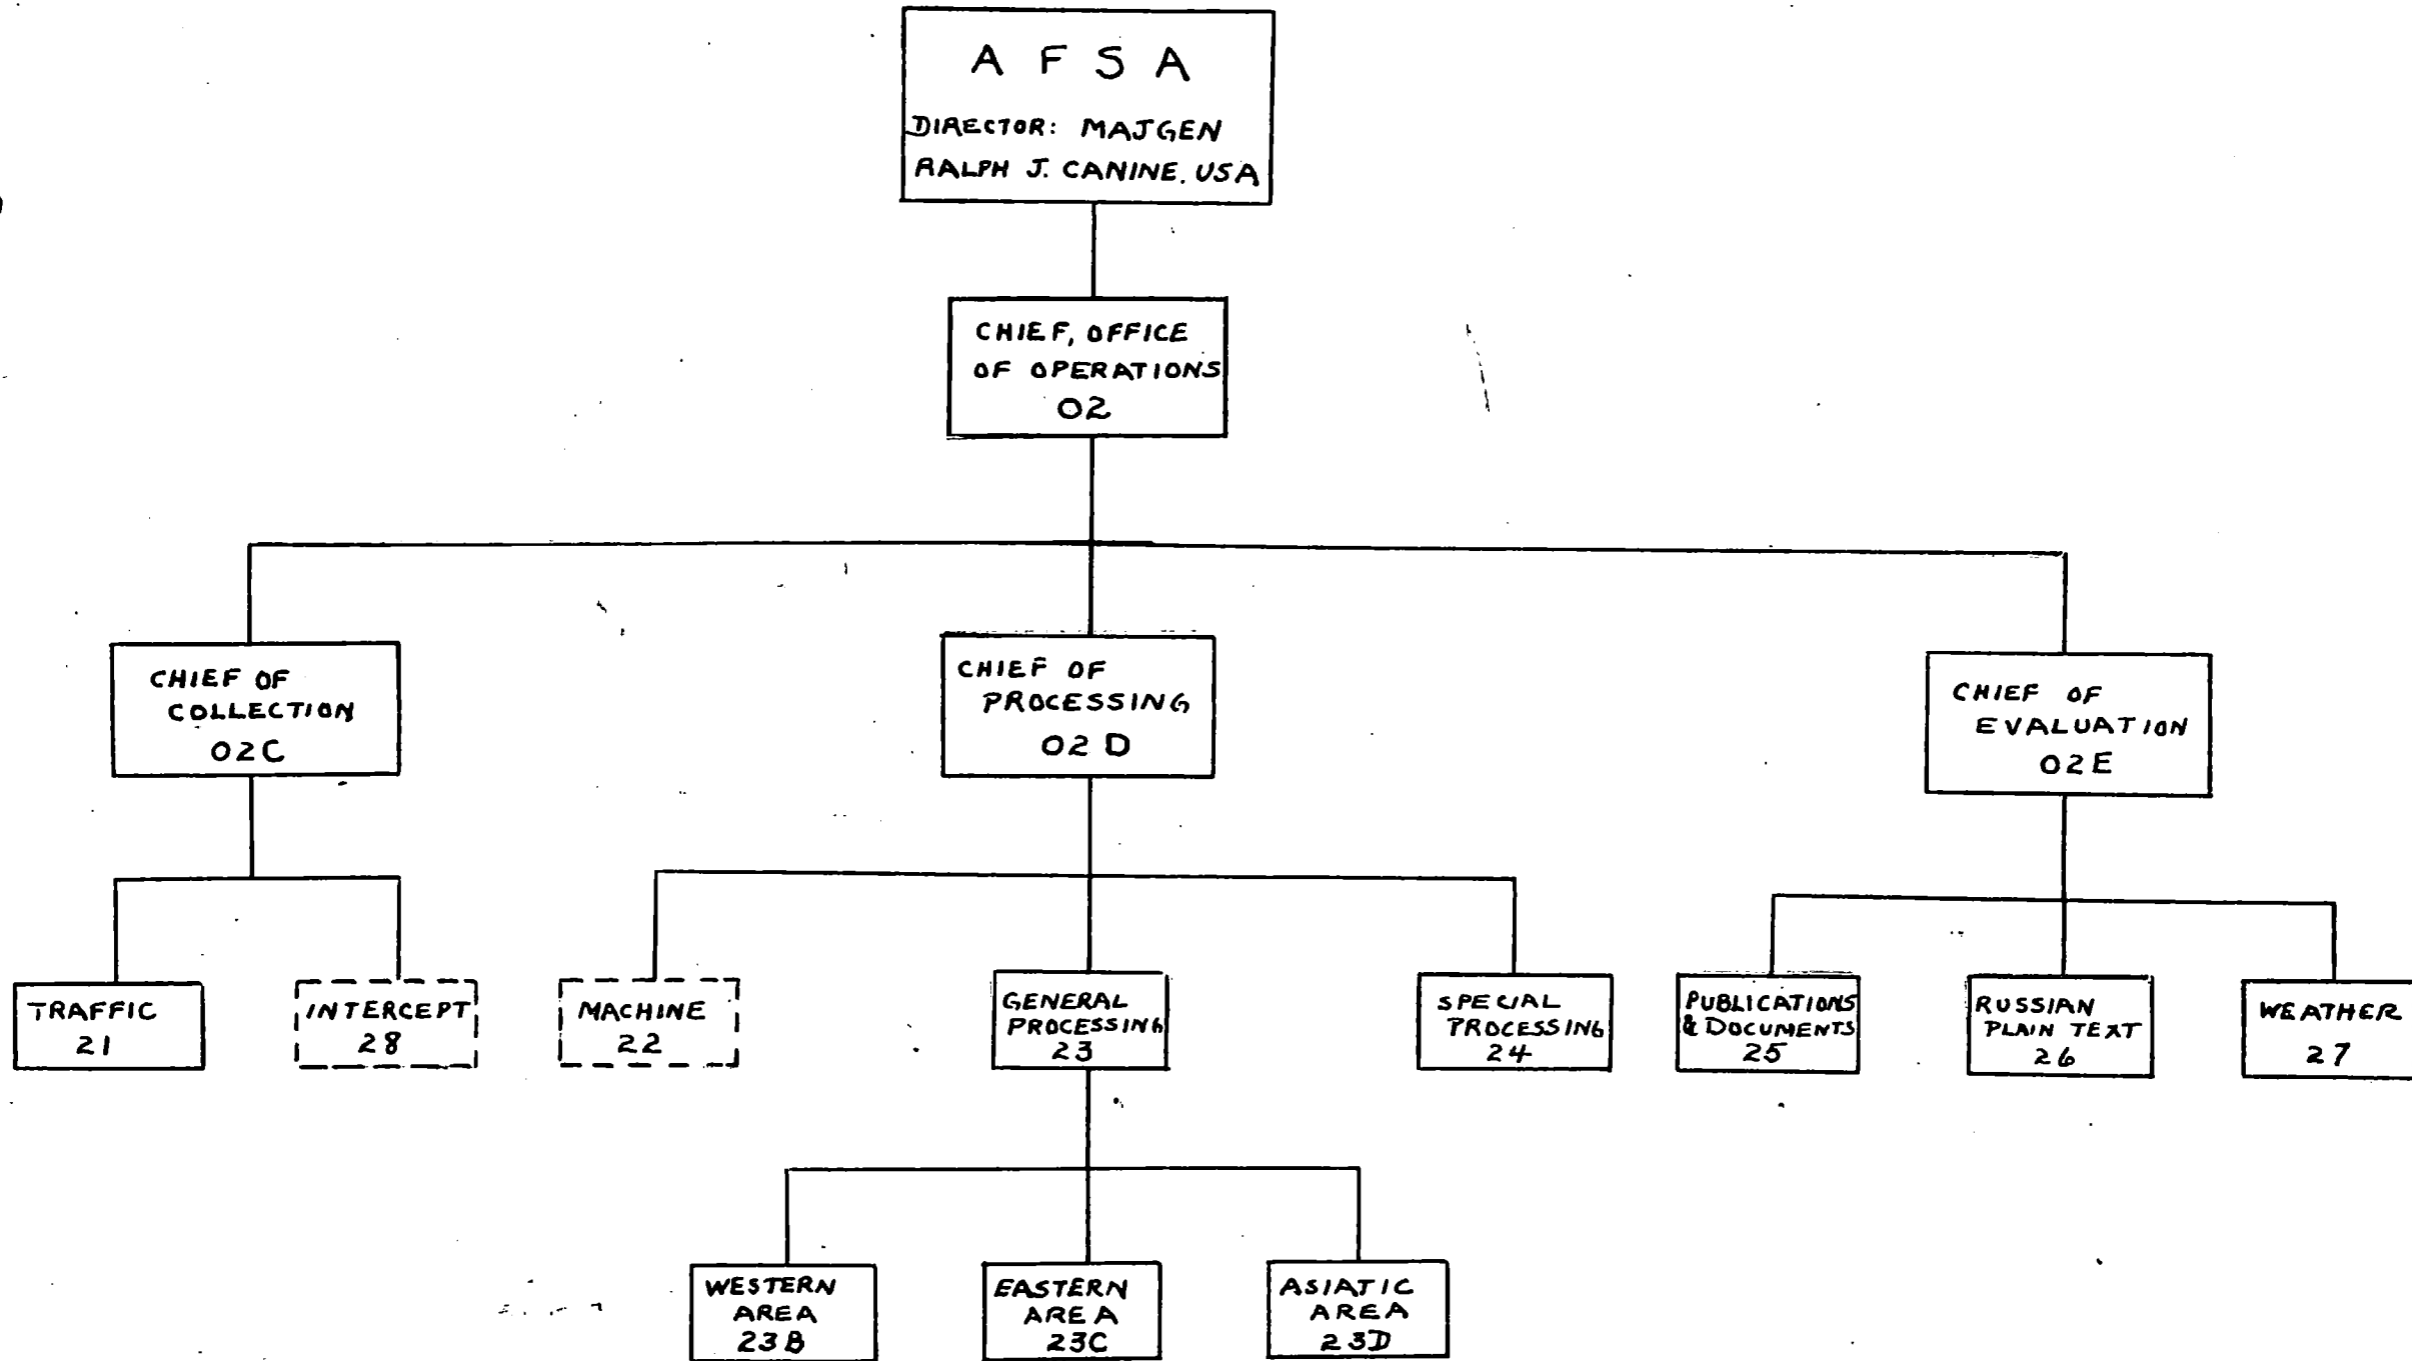 A F S A
DIRECTOR: MAJGEN
RALPH J. CANINE. USA
CHIEF, OFFICE
OF OPERATIONS
02
CHIEF OF
COLLECTION
02C
CHIEF OF
PROCESSING
02D
CHIEF OF
EVALUATION
02E
TRAFFIC
21
INTERCEPT
28
MACHINE
22
GENERAL
PROCESSING
23
SPECIAL
PROCESSING
24
PUBLICATIONS
& DOCUMENTS
25
RUSSIAN
PLAIN TEXT
26
WEATHER
27
WESTERN
AREA
23B
EASTERN
AREA
23C
ASIATIC
AREA
23D